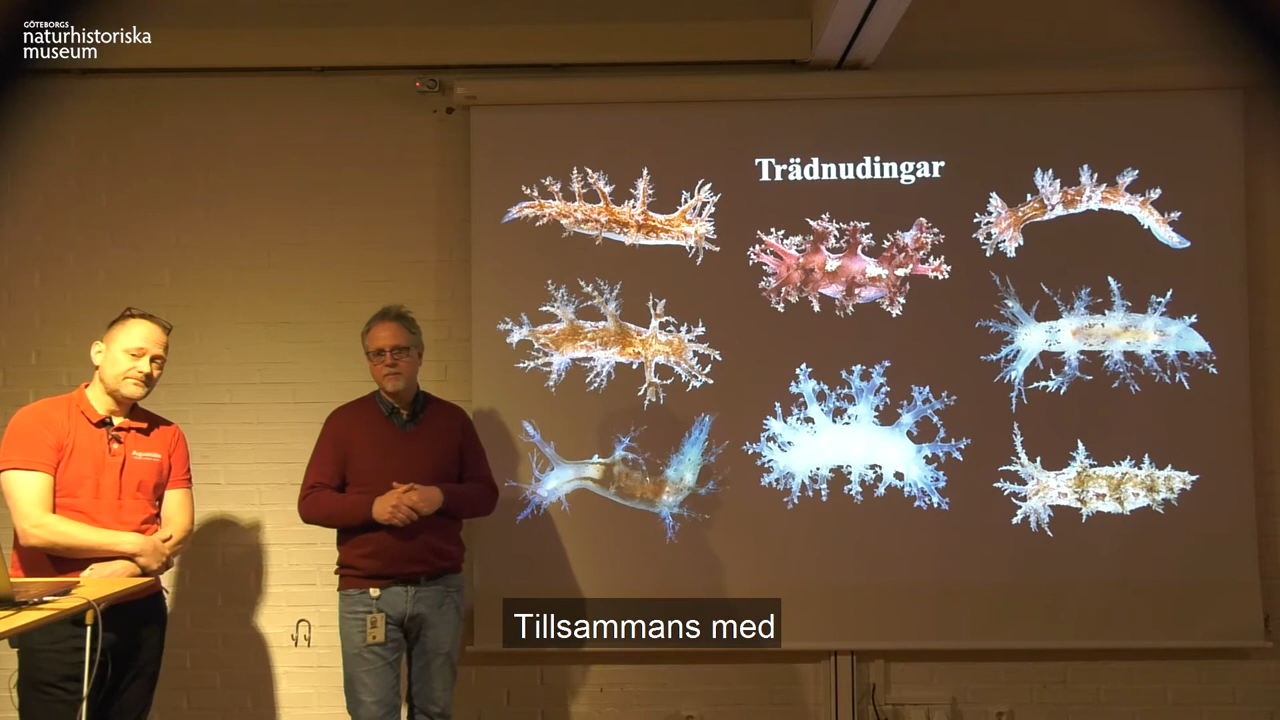 GÖTEBORGS
naturhistoriska
museum
Trädnudingar
Tillsammans med